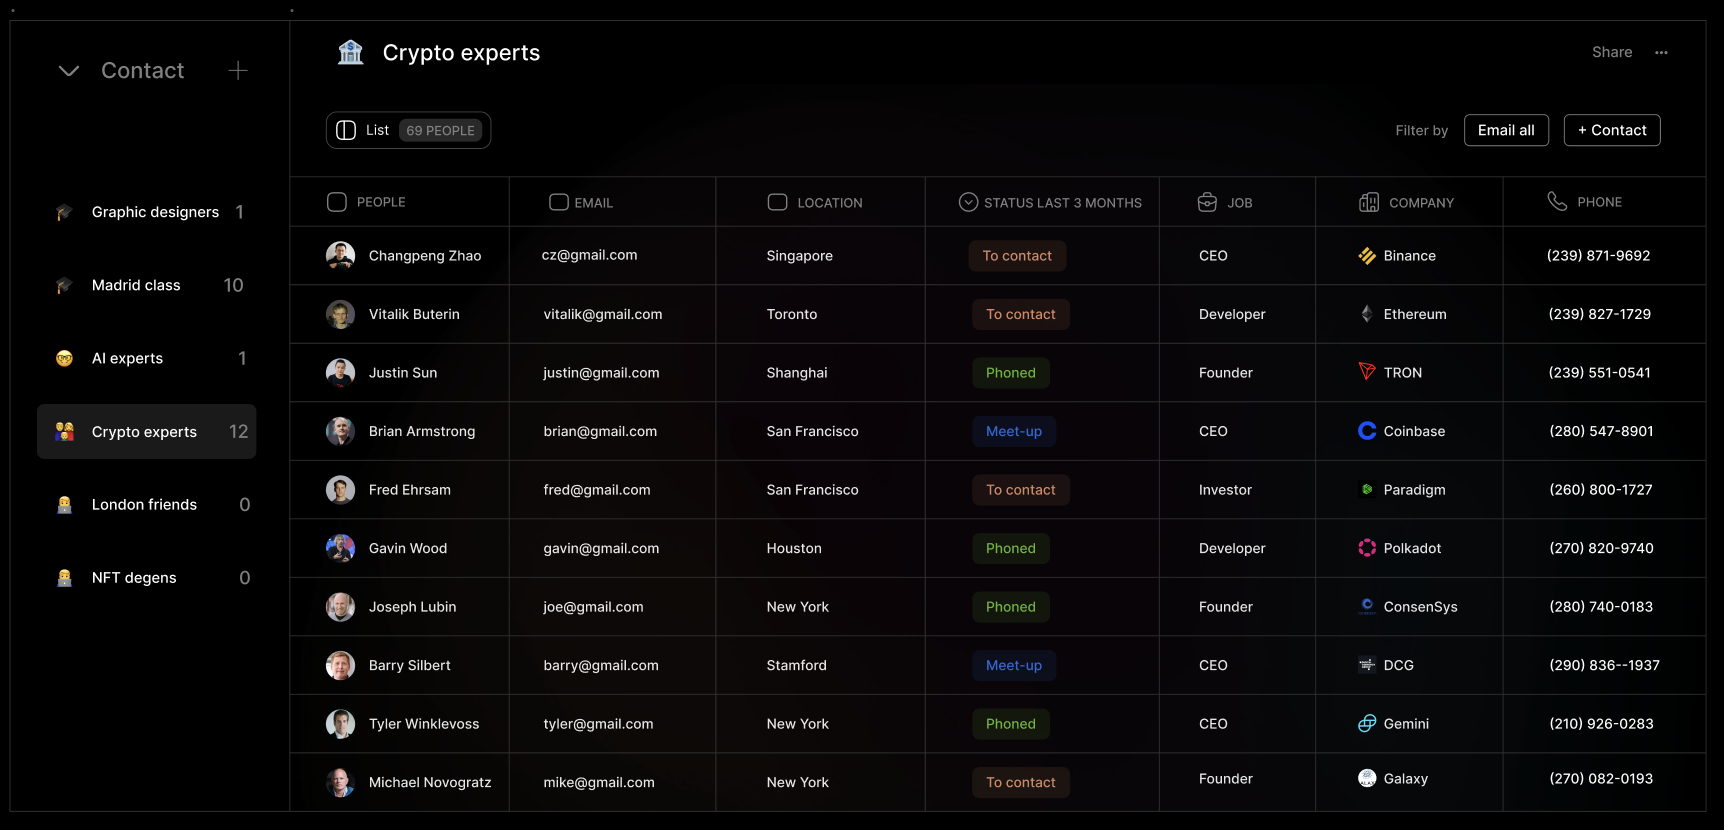 Contact
Graphic designers 1
Madrid class 10
AI experts 1
Crypto experts 12
London friends 0
NFT degens 0
Crypto experts
Share
List 69 PEOPLE
Filter by Email all + Contact
PEOPLE EMAIL LOCATION STATUS LAST 3 MONTHS JOB COMPANY PHONE
Changpeng Zhao cz@gmail.com Singapore To contact CEO Binance (239) 871-9692
Vitalik Buterin vitalik@gmail.com Toronto To contact Developer Ethereum (239) 827-1729
Justin Sun justin@gmail.com Shanghai Phoned Founder TRON (239) 551-0541
Brian Armstrong brian@gmail.com San Francisco Meet-up CEO Coinbase (280) 547-8901
Fred Ehrsam fred@gmail.com San Francisco To contact Investor Paradigm (260) 800-1727
Gavin Wood gavin@gmail.com Houston Phoned Developer Polkadot (270) 820-9740
Joseph Lubin joe@gmail.com New York Phoned Founder ConsenSys (280) 740-0183
Barry Silbert barry@gmail.com Stamford Meet-up CEO DCG (290) 836--1937
Tyler Winklevoss tyler@gmail.com New York Phoned CEO Gemini (210) 926-0283
Michael Novogratz mike@gmail.com New York To contact Founder Galaxy (270) 082-0193